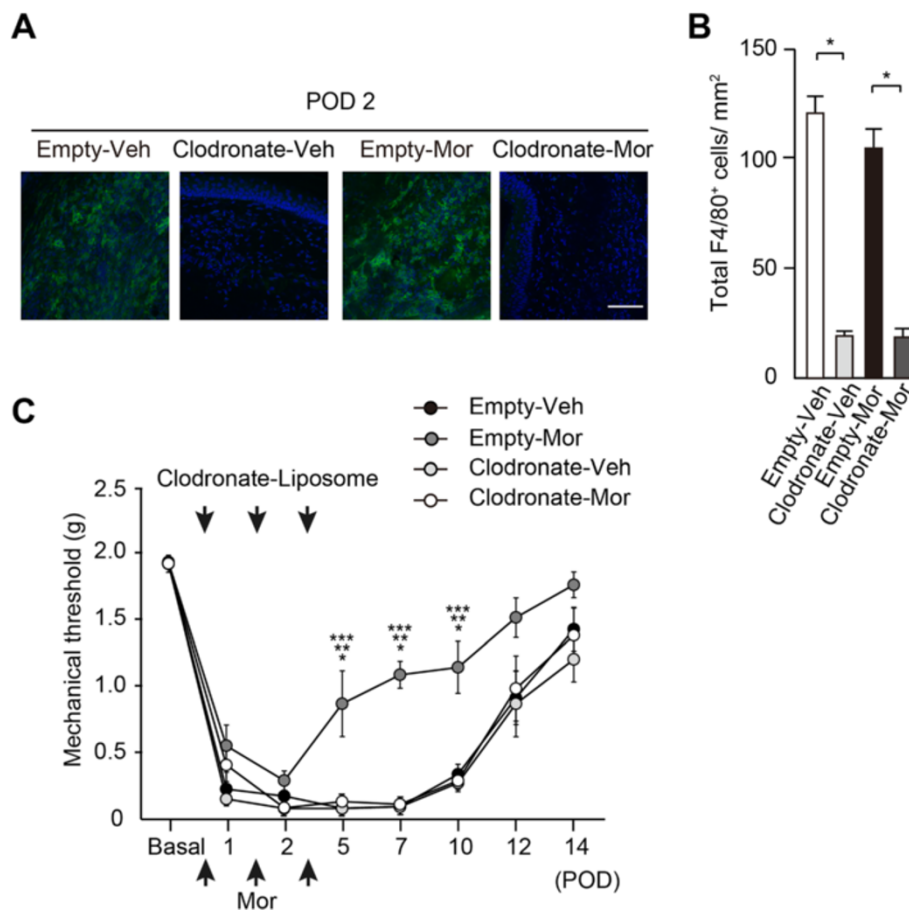 A
POD 2
Empty-Veh Clodronate-Veh Empty-Mor Clodronate-Mor
B
Total F4/80⁺ cells/ mm²
150
100
50
0
*
*
Empty-Veh
Clodronate-Veh
Empty-Mor
Clodronate-Mor
C
Empty-Veh
Empty-Mor
Clodronate-Veh
Clodronate-Mor
Clodronate-Liposome
Mechanical threshold (g)
2.5
2.0
1.5
1.0
0.5
0
*** *** ***
** ** **
* * *
Basal 1 2 5 7 10 12 14
(POD)
Mor